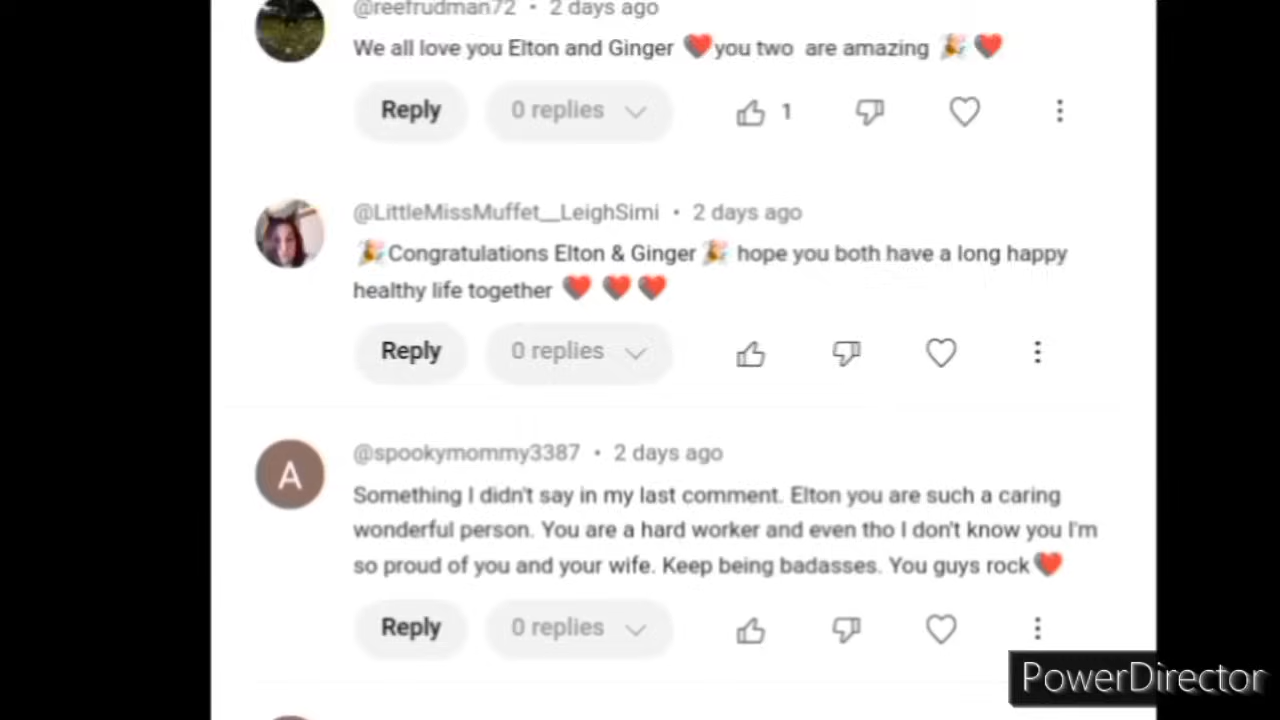 @reefrudman72 • 2 days ago
We all love you Elton and Ginger ❤️you two are amazing 🎉 ❤️
Reply 0 replies 1
@LittleMissMuffet__LeighSimi • 2 days ago
🎉Congratulations Elton & Ginger 🎉 hope you both have a long happy
healthy life together ❤️ ❤️ ❤️
Reply 0 replies
A
@spookymommy3387 • 2 days ago
Something I didn't say in my last comment. Elton you are such a caring
wonderful person. You are a hard worker and even tho I don't know you I'm
so proud of you and your wife. Keep being badasses. You guys rock❤️
Reply 0 replies
PowerDirector